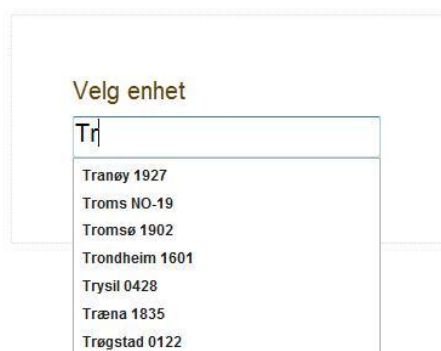 Velg enhet
Tr
Tranøy 1927
Troms NO-19
Tromsø 1902
Trondheim 1601
Trysil 0428
Træna 1835
Trøgstad 0122